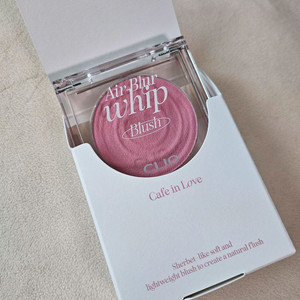 Air Blur
whip
Blush
CLIO
Cafe in Love
Sherbet-like soft and
lightweight blush to create a natural flush